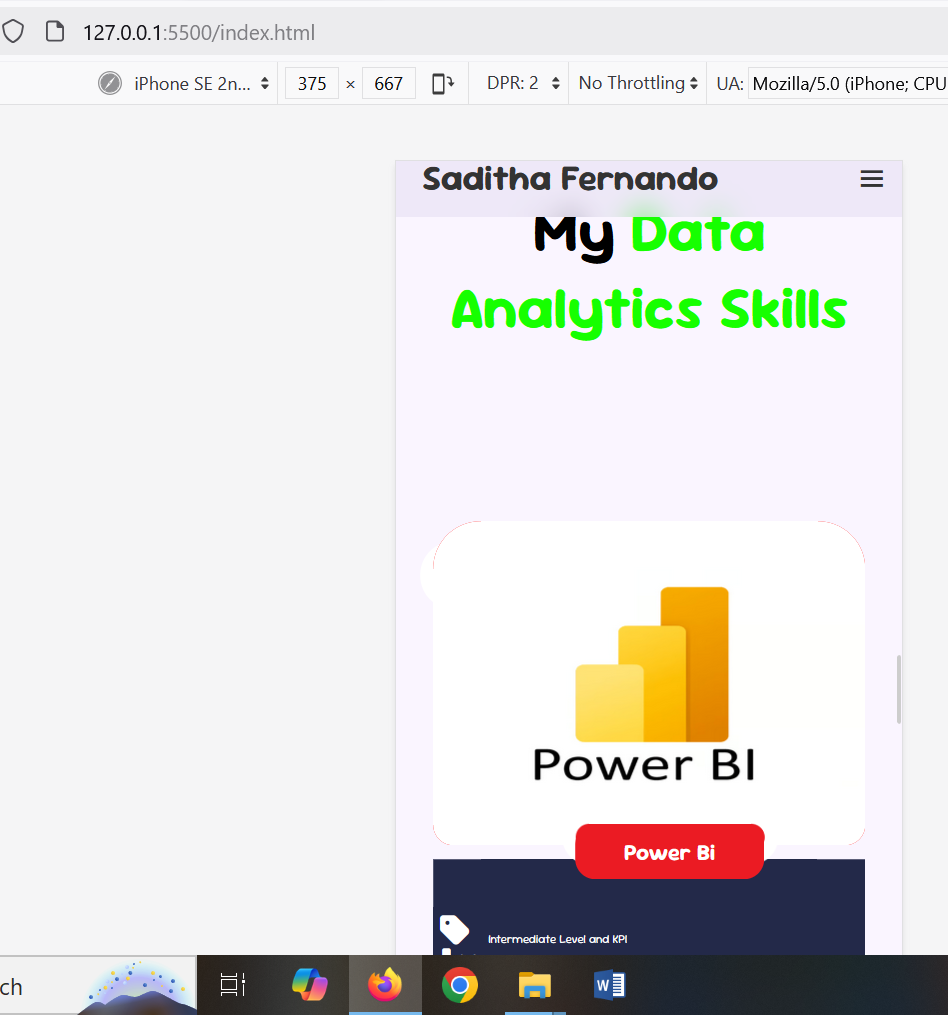 127.0.0.1:5500/index.html
iPhone SE 2n... 375 × 667 DPR: 2 No Throttling UA: Mozilla/5.0 (iPhone; CPU
Saditha Fernando
My Data
Analytics Skills
Power BI
Power Bi
Intermediate Level and KPI
ch
W